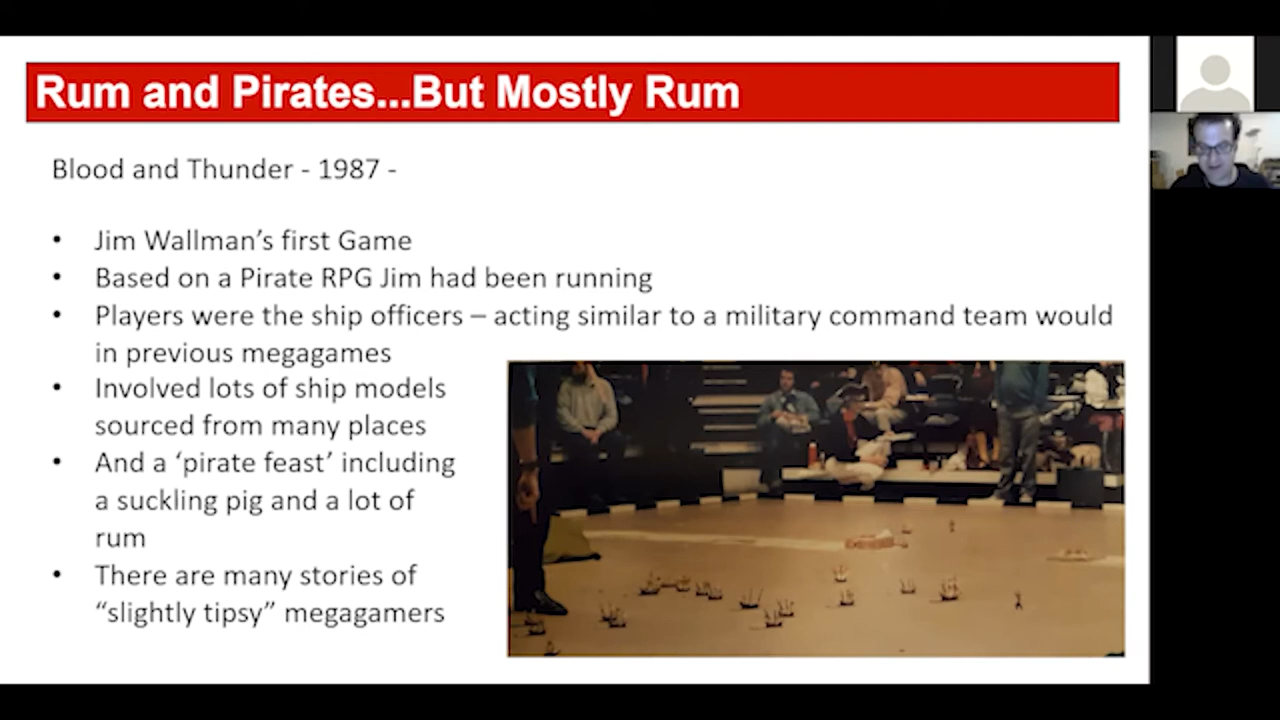 Rum and Pirates...But Mostly Rum
Blood and Thunder - 1987 -
• Jim Wallman’s first Game
• Based on a Pirate RPG Jim had been running
• Players were the ship officers – acting similar to a military command team would
in previous megagames
• Involved lots of ship models
sourced from many places
• And a ‘pirate feast’ including
a suckling pig and a lot of
rum
• There are many stories of
“slightly tipsy” megagamers